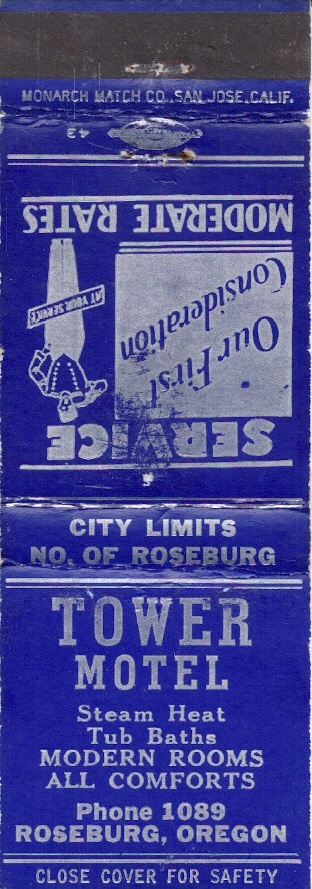 MONARCH MATCH CO., SAN JOSE, CALIF.
43
SERVICE
Our First
Consideration
AT YOUR SERVICE
MODERATE RATES
CITY LIMITS
NO. OF ROSEBURG
TOWER
MOTEL
Steam Heat
Tub Baths
MODERN ROOMS
ALL COMFORTS
Phone 1089
ROSEBURG, OREGON
CLOSE COVER FOR SAFETY